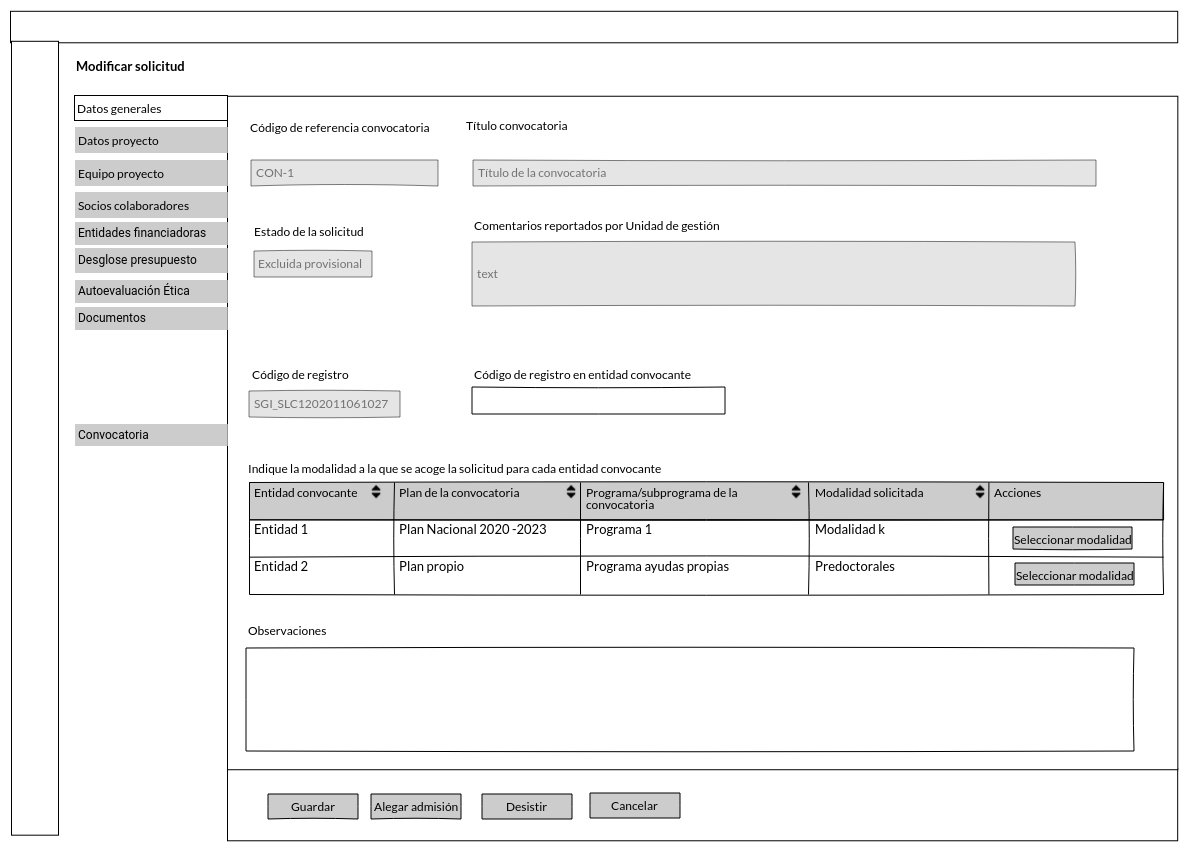 Modificar solicitud
Datos generales
Datos proyecto
Equipo proyecto
Socios colaboradores
Entidades financiadoras
Desglose presupuesto
Autoevaluación Ética
Documentos
Convocatoria
Código de referencia convocatoria
Título convocatoria
CON-1
Título de la convocatoria
Estado de la solicitud
Comentarios reportados por Unidad de gestión
Excluida provisional
text
Código de registro
Código de registro en entidad convocante
SGI_SLC1202011061027
Indique la modalidad a la que se acoge la solicitud para cada entidad convocante
Entidad convocante
Plan de la convocatoria
Programa/subprograma de la
convocatoria
Modalidad solicitada
Acciones
Entidad 1
Plan Nacional 2020 -2023
Programa 1
Modalidad k
Seleccionar modalidad
Entidad 2
Plan propio
Programa ayudas propias
Predoctorales
Seleccionar modalidad
Observaciones
Guardar
Alegar admisión
Desistir
Cancelar